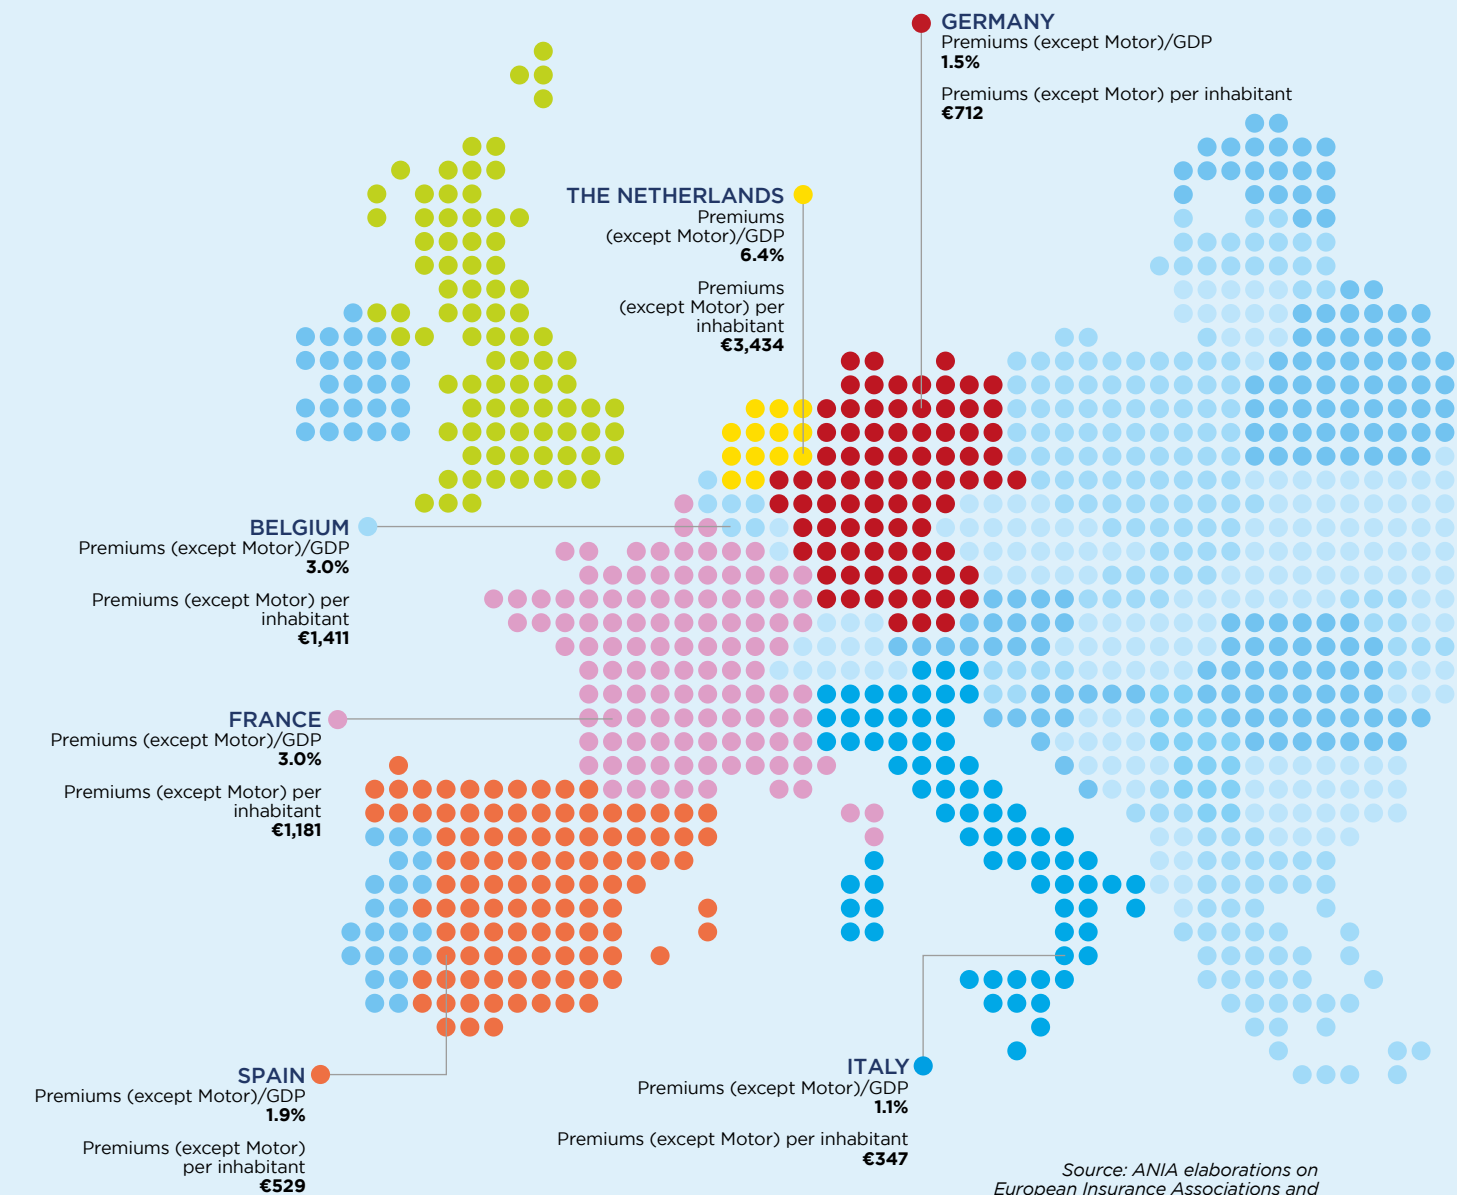 GERMANY
Premiums (except Motor)/GDP
1.5%
Premiums (except Motor) per inhabitant
€712
THE NETHERLANDS
Premiums
(except Motor)/GDP
6.4%
Premiums
(except Motor) per
inhabitant
€3,434
BELGIUM
Premiums (except Motor)/GDP
3.0%
Premiums (except Motor) per
inhabitant
€1,411
FRANCE
Premiums (except Motor)/GDP
3.0%
Premiums (except Motor) per
inhabitant
€1,181
SPAIN
Premiums (except Motor)/GDP
1.9%
Premiums (except Motor)
per inhabitant
€529
ITALY
Premiums (except Motor)/GDP
1.1%
Premiums (except Motor) per inhabitant
€347
Source: ANIA elaborations on
European Insurance Associations and